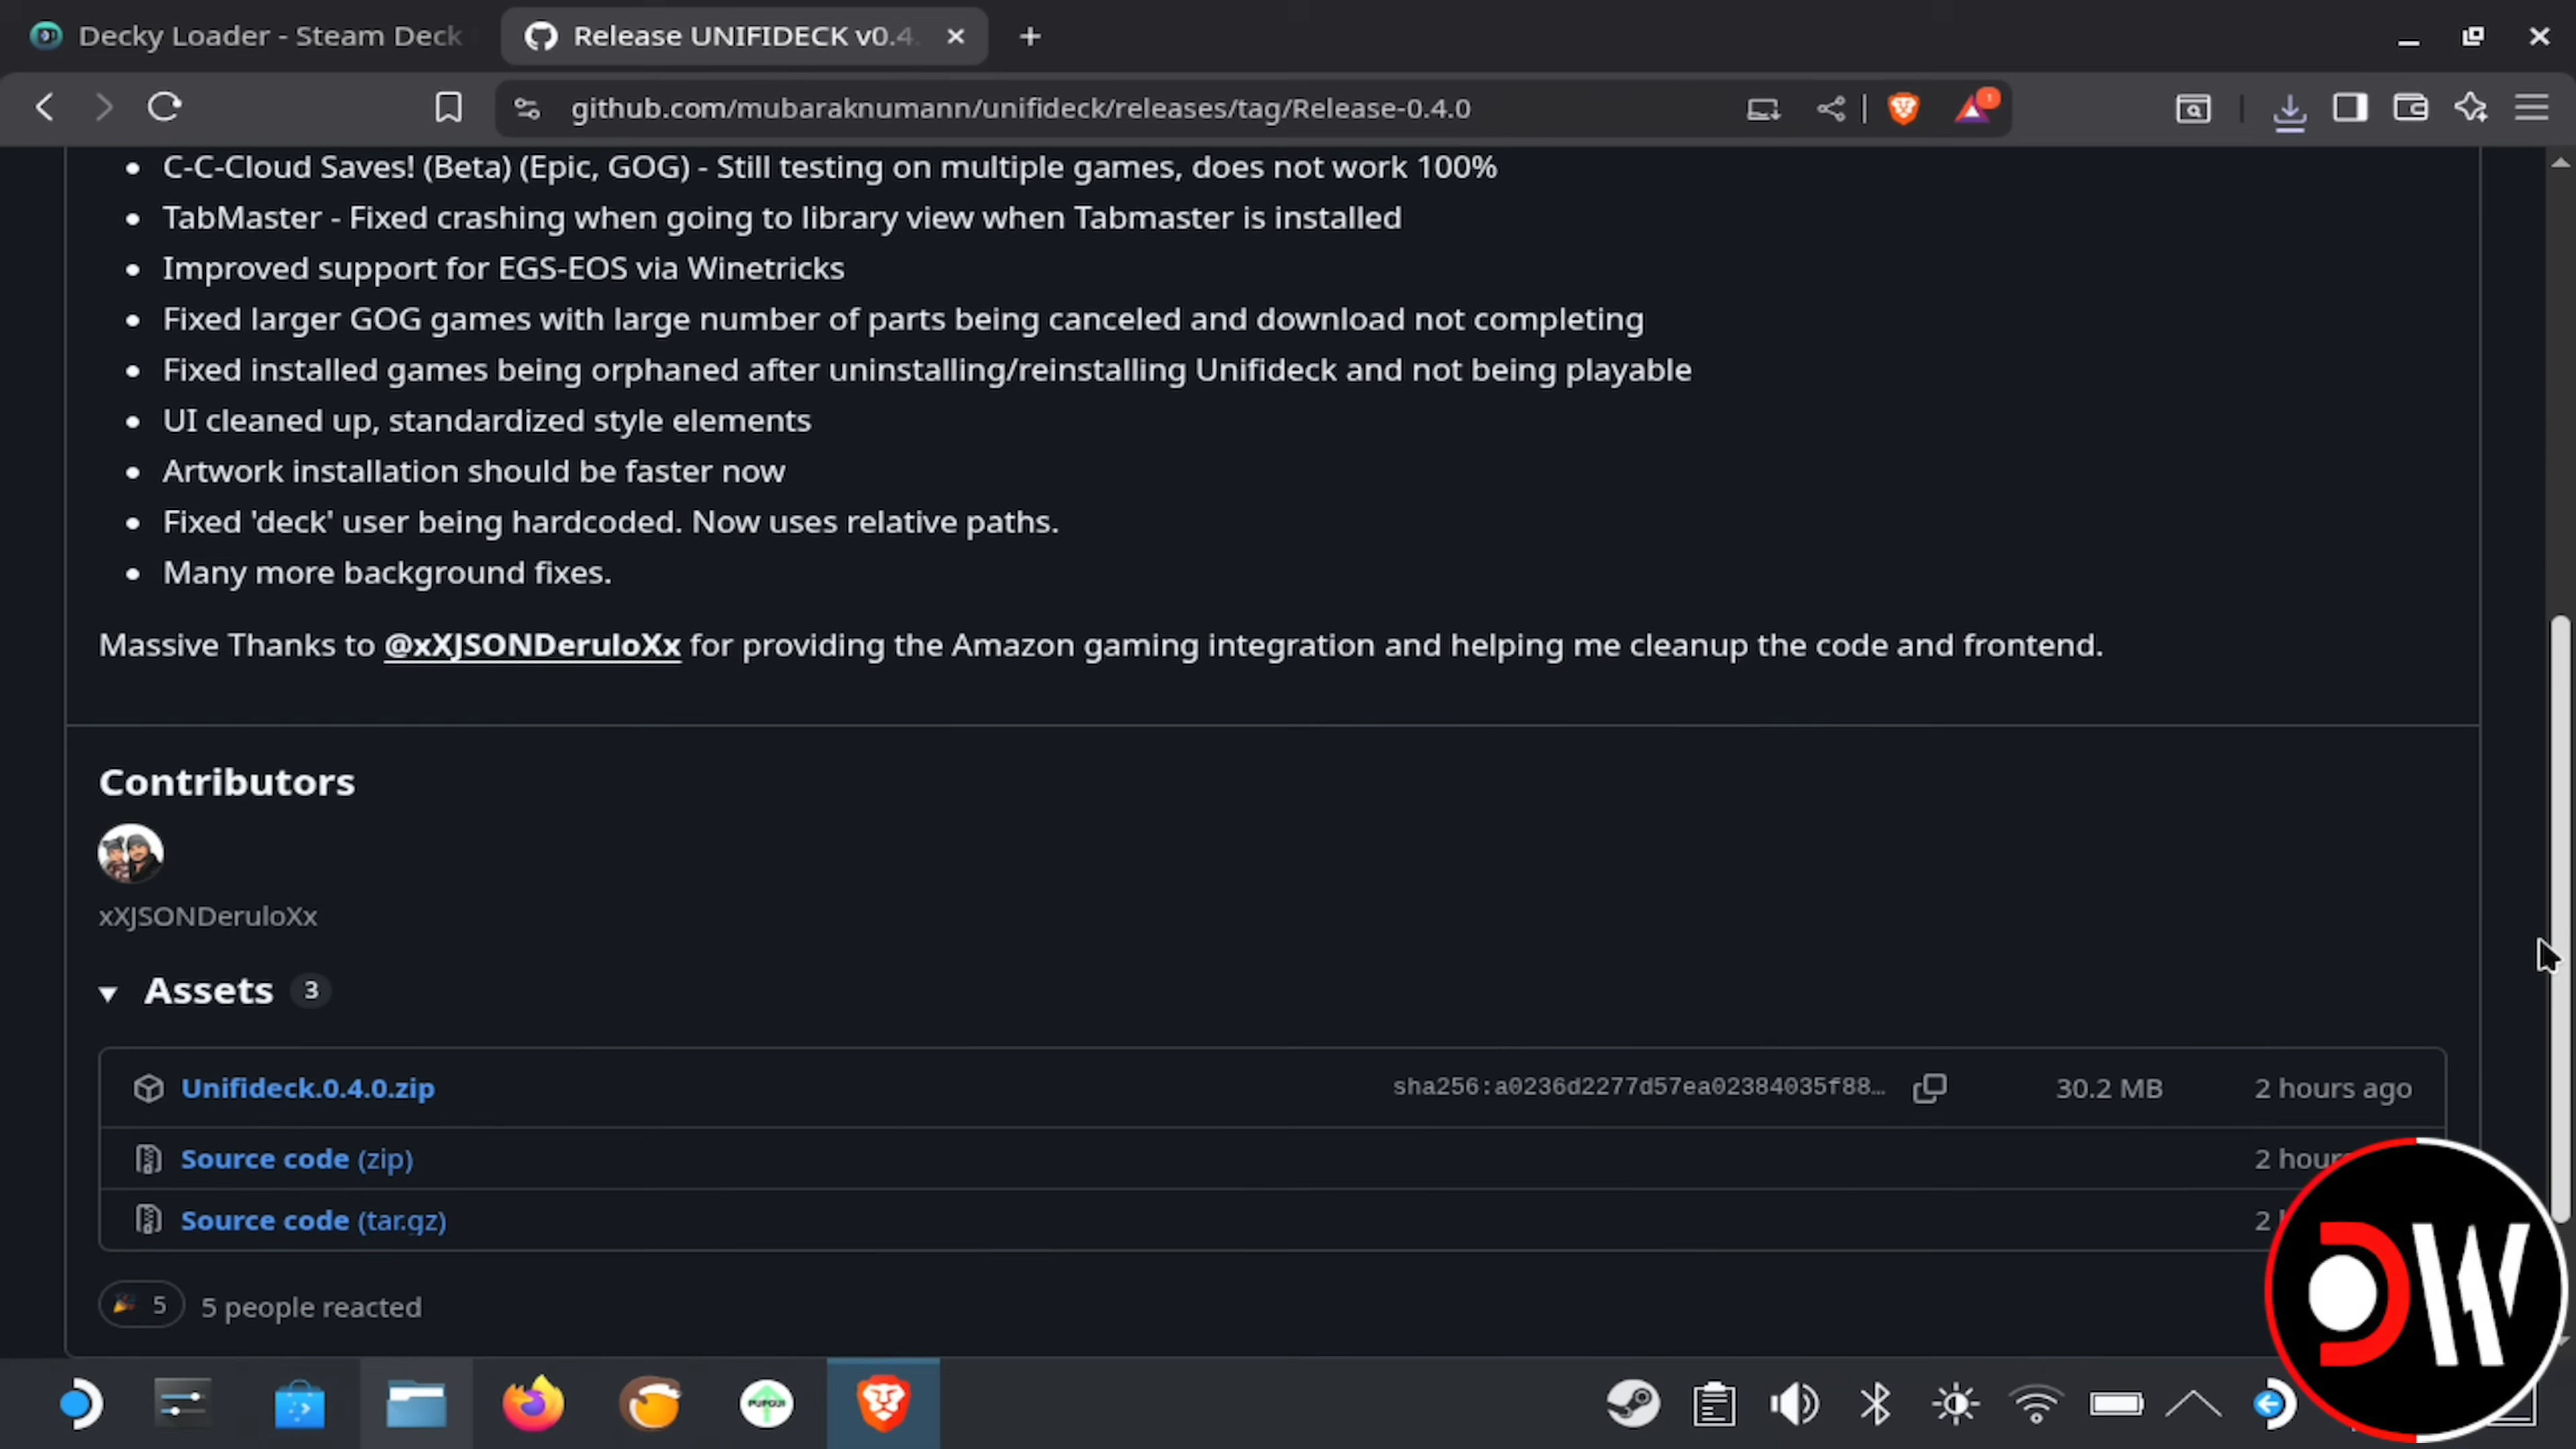 Decky Loader - Steam Deck
Release UNIFIDECK v0.4.
github.com/mubaraknumann/unifideck/releases/tag/Release-0.4.0
1
• C-C-Cloud Saves! (Beta) (Epic, GOG) - Still testing on multiple games, does not work 100%
• TabMaster - Fixed crashing when going to library view when Tabmaster is installed
• Improved support for EGS-EOS via Winetricks
• Fixed larger GOG games with large number of parts being canceled and download not completing
• Fixed installed games being orphaned after uninstalling/reinstalling Unifideck and not being playable
• UI cleaned up, standardized style elements
• Artwork installation should be faster now
• Fixed 'deck' user being hardcoded. Now uses relative paths.
• Many more background fixes.
Massive Thanks to @xXJSONDeruloXx for providing the Amazon gaming integration and helping me cleanup the code and frontend.
Contributors
xXJSONDeruloXx
Assets 3
Unifideck.0.4.0.zip sha256:a0236d2277d57ea02384035f88… 30.2 MB 2 hours ago
Source code (zip) 2 hour
Source code (tar.gz) 2
5 5 people reacted
PUPGUI
DW